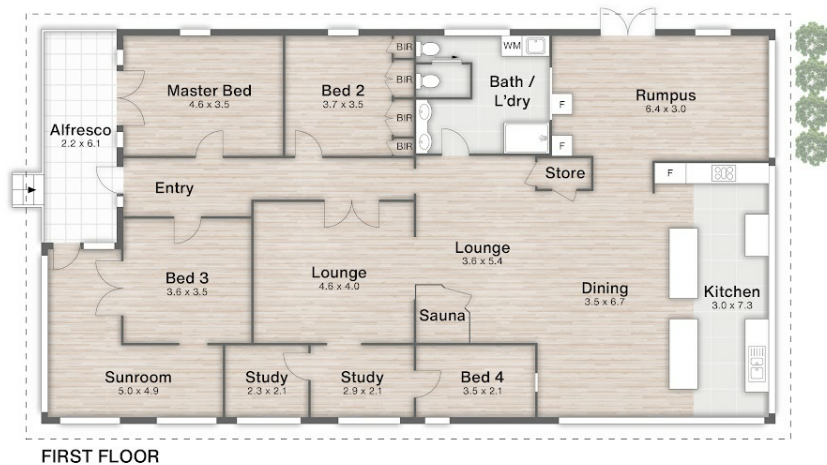 BIR
WM
Master Bed
4.6 x 3.5
Bed 2
3.7 x 3.5
BIR
Bath /
L'dry
Rumpus
6.4 x 3.0
Alfresco
2.2 x 6.1
F
BIR
F
BIR
Store
F
Entry
Lounge
3.6 x 5.4
Bed 3
3.6 x 3.5
Lounge
4.6 x 4.0
Dining
3.5 x 6.7
Kitchen
3.0 x 7.3
Sauna
Sunroom
5.0 x 4.9
Study
2.3 x 2.1
Study
2.9 x 2.1
Bed 4
3.5 x 2.1
FIRST FLOOR